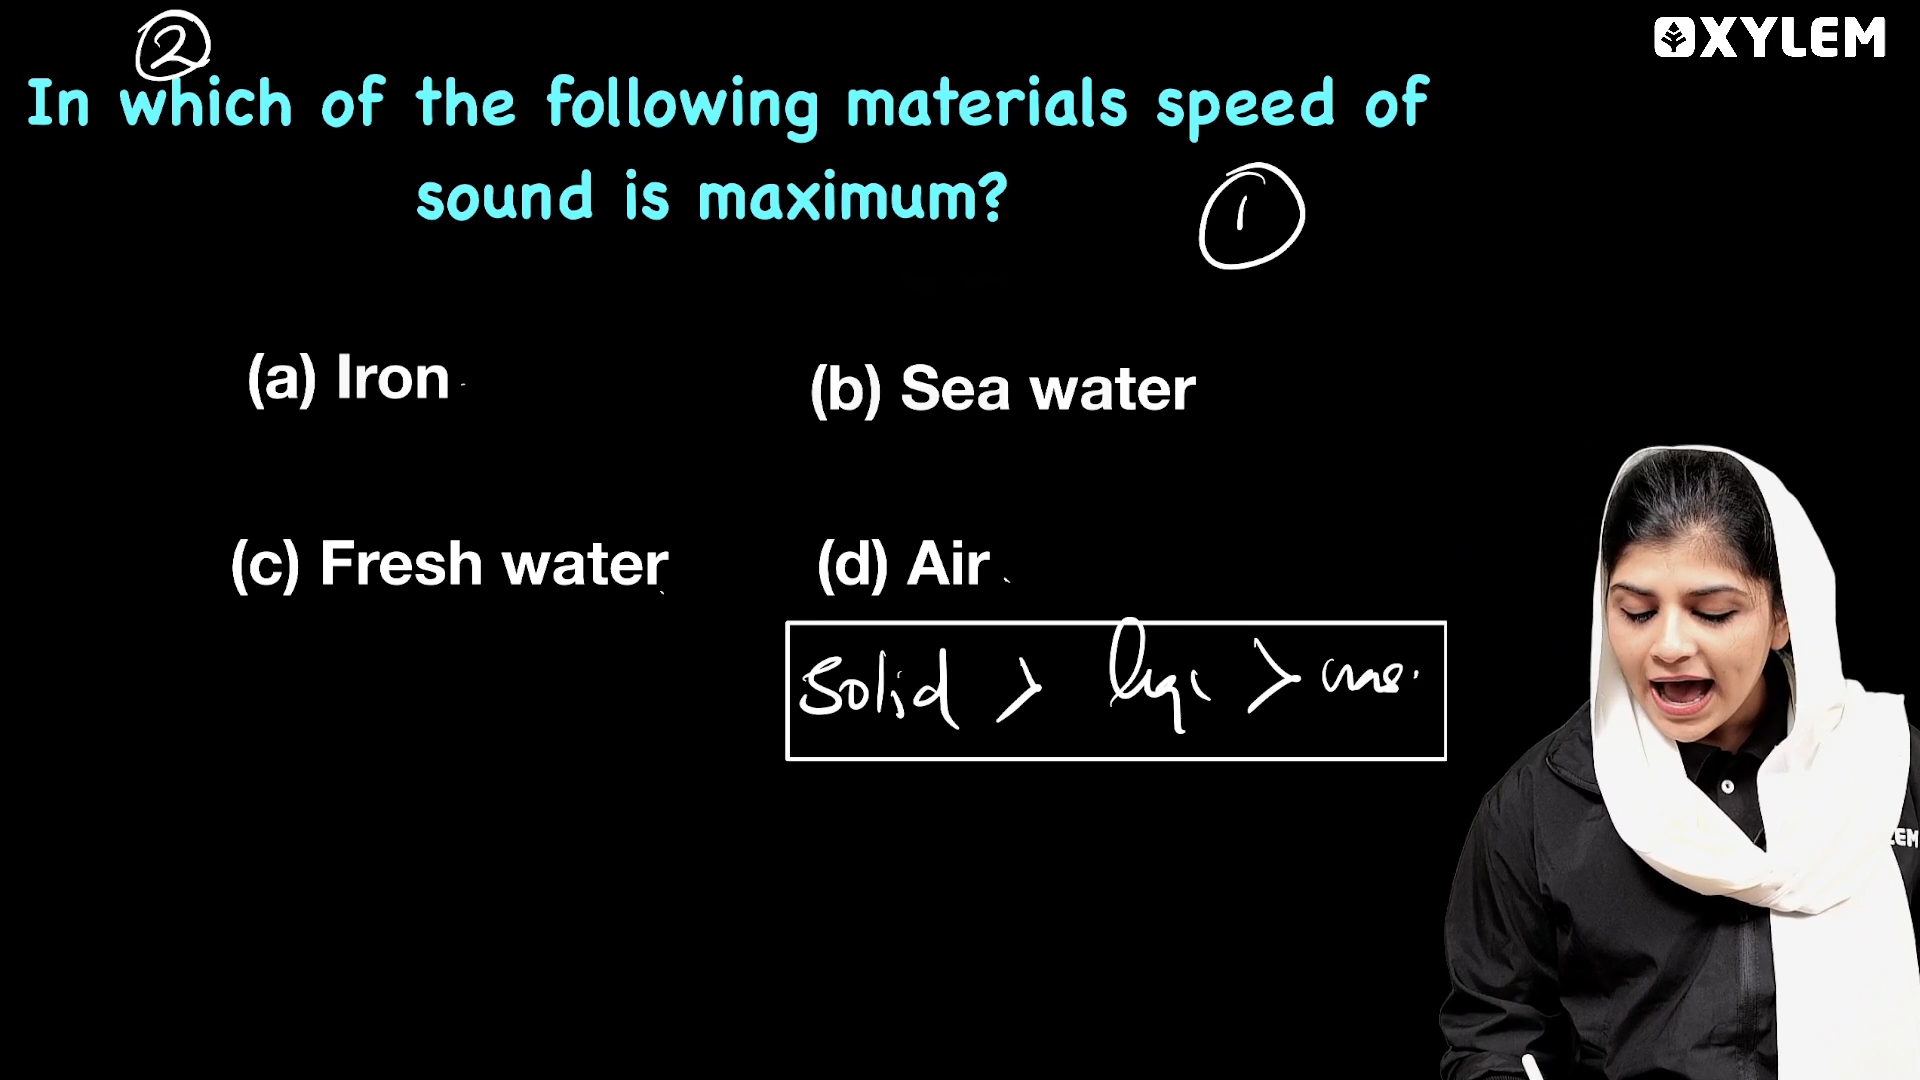 XYLEM
2
In which of the following materials speed of
sound is maximum?
1
(a) Iron
(b) Sea water
(c) Fresh water
(d) Air
Solid > >
EM